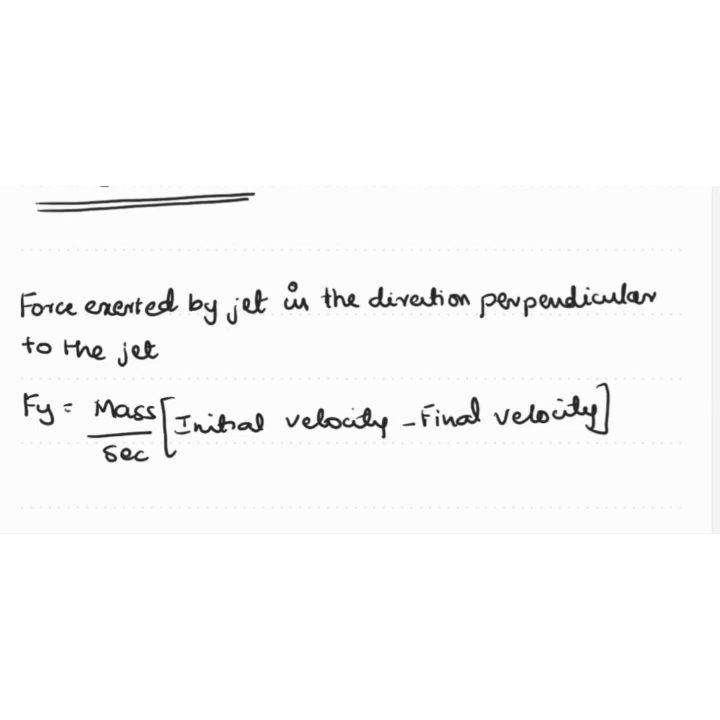 Force exerted by jet in the direction perpendicular
to the jet
Fy = Mass/sec [Initial velocity - Final velocity]